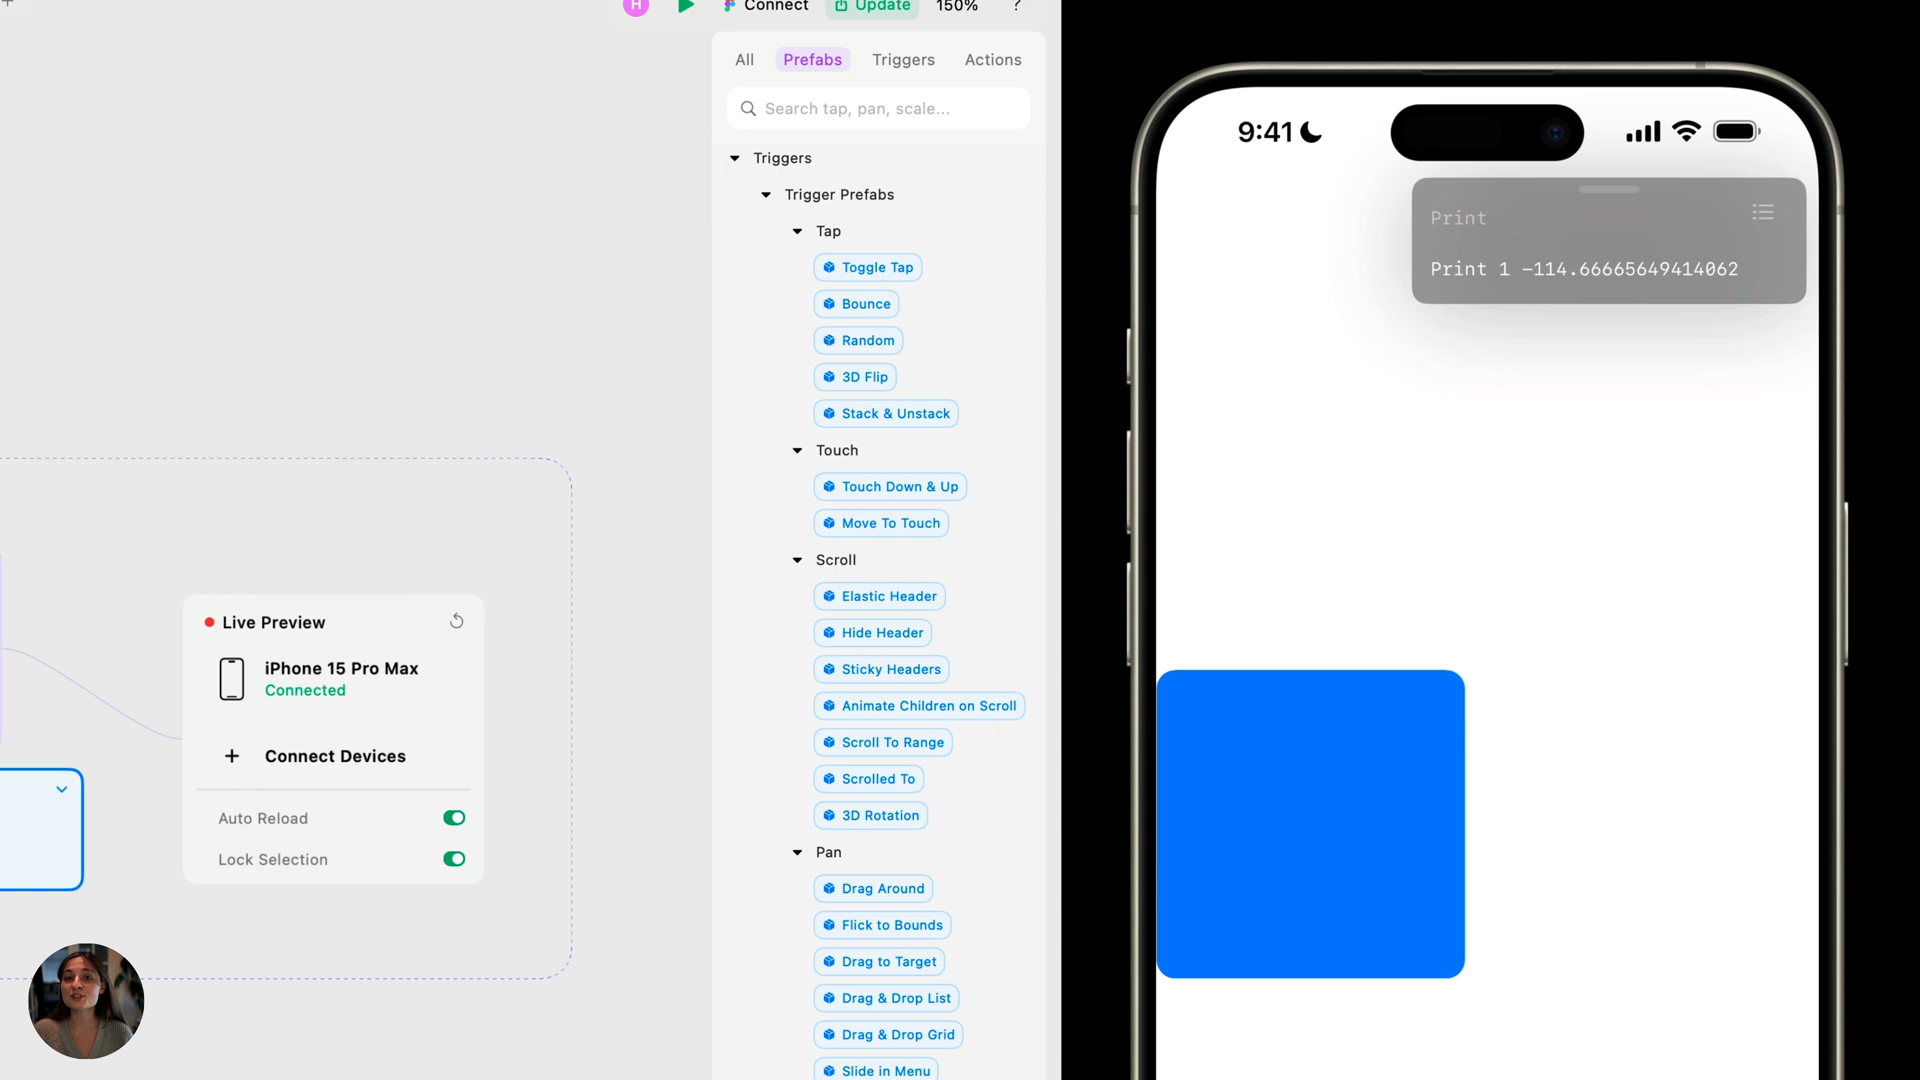 H
Connect
Update
150%
?
All
Prefabs
Triggers
Actions
Search tap, pan, scale...
Triggers
Trigger Prefabs
Tap
Toggle Tap
Bounce
Random
3D Flip
Stack & Unstack
Touch
Touch Down & Up
Move To Touch
Scroll
Elastic Header
Hide Header
Sticky Headers
Animate Children on Scroll
Scroll To Range
Scrolled To
3D Rotation
Pan
Drag Around
Flick to Bounds
Drag to Target
Drag & Drop List
Drag & Drop Grid
Slide in Menu
Live Preview
iPhone 15 Pro Max
Connected
Connect Devices
Auto Reload
Lock Selection
9:41
Print
Print 1 -114.66665649414062